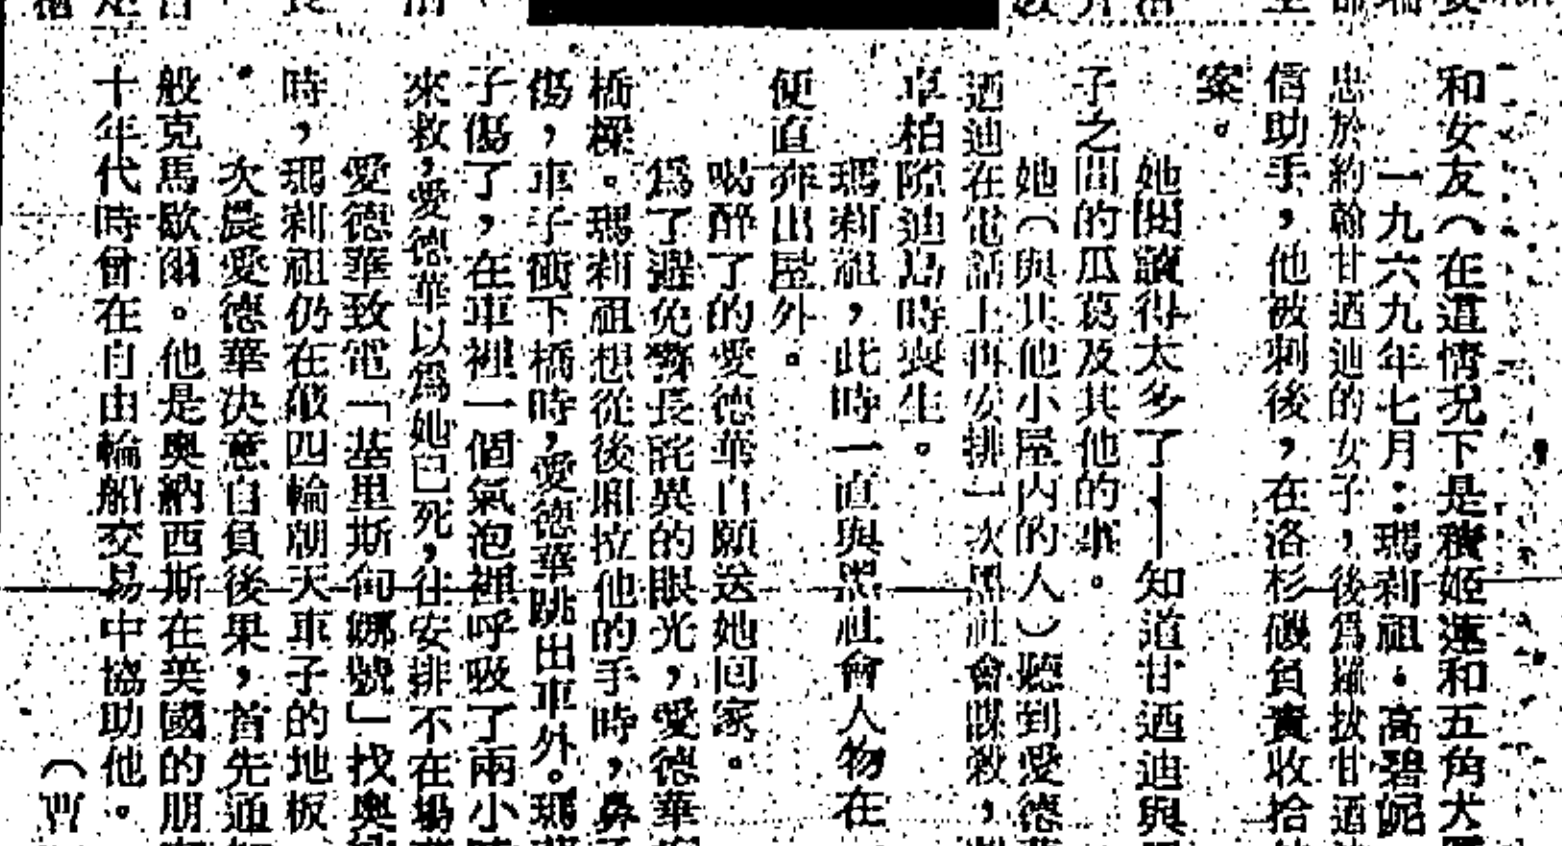 和女友(在這情況下是積姬蓮和五角大
一九六九年七月:瑪莉祖·高碧妮
忠於約翰甘迺迪的女子,後爲羅拔甘迺
信助手,他被刺後,在洛杉磯負責收拾
案。
她閱讀得太多了——知道甘迺迪與
子之間的瓜葛及其他的事。
她(與其他小屋內的人)聽到愛德
迺迪在電話上再安排一次黑社會謀殺,
卓柏隙迪島時喪生。
瑪莉祖,此時一直與黑社會人物在
便直奔出屋外。
喝醉了的愛德華自願送她回家。
爲了避免警長詫異的眼光,愛德華
橋樑。瑪莉祖想從後照拉他的手時,鼻
傷,車子衝下橋時,愛德華跳出車外。瑪
子傷了,在車裡一個氣泡裡呼吸了兩小
來救,愛德華以爲她已死,往安排不在場
愛德華致電「基里斯 號」找奧
時,瑪莉祖仍在 四輪朝天車子的地板
次晨愛德華决意自負後果,首先通
般克馬歇爾。他是奧納西斯在美國的朋
十年代時曾在自由輪船交易中協助他。